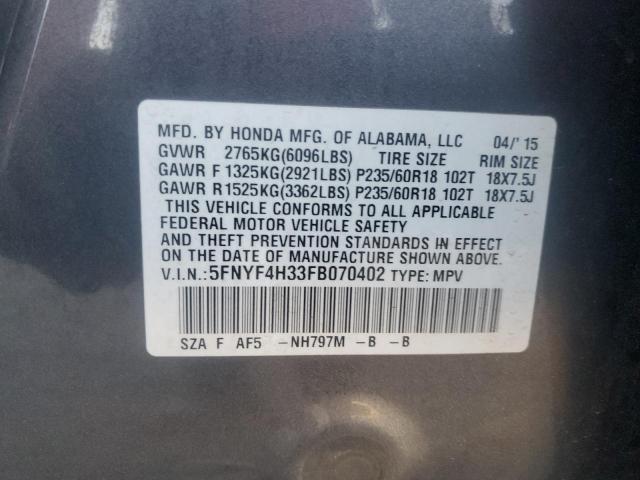 MFD. BY HONDA MFG. OF ALABAMA, LLC 04/'15
GVWR 2765KG(6096LBS) TIRE SIZE RIM SIZE
GAWR F 1325KG(2921LBS) P235/60R18 102T 18X7.5J
GAWR R 1525KG(3362LBS) P235/60R18 102T 18X7.5J
THIS VEHICLE CONFORMS TO ALL APPLICABLE
FEDERAL MOTOR VEHICLE SAFETY
AND THEFT PREVENTION STANDARDS IN EFFECT
ON THE DATE OF MANUFACTURE SHOWN ABOVE.
V.I.N.: 5FNYF4H33FB070402 TYPE: MPV
SZA F AF5 -NH797M -B -B